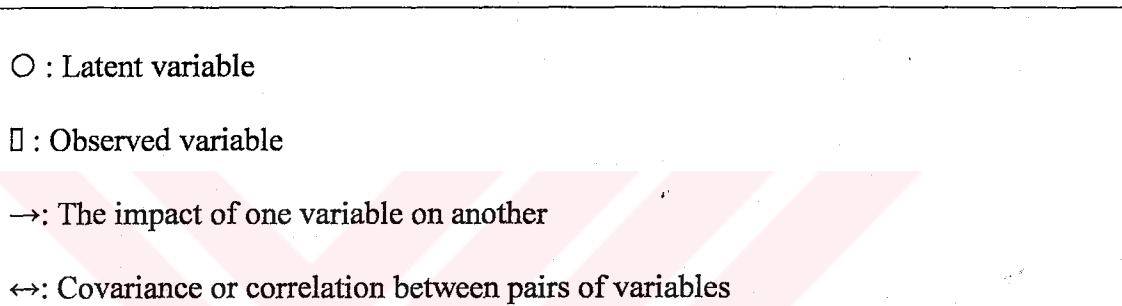 ○ : Latent variable
▯ : Observed variable
→: The impact of one variable on another
↔: Covariance or correlation between pairs of variables